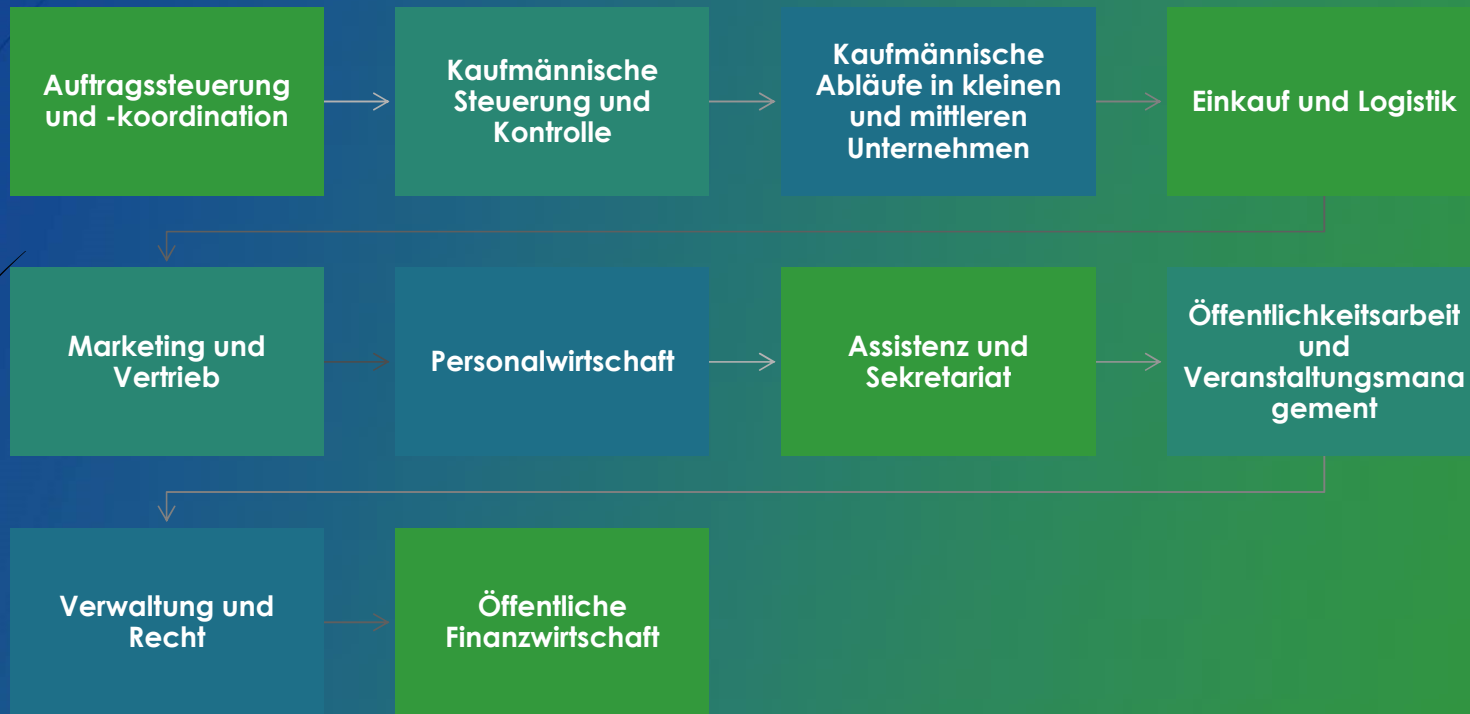 Auftragssteuerung
und -koordination
Kaufmännische
Steuerung und
Kontrolle
Kaufmännische
Abläufe in kleinen
und mittleren
Unternehmen
Einkauf und Logistik
Marketing und
Vertrieb
Personalwirtschaft
Assistenz und
Sekretariat
Öffentlichkeitsarbeit
und
Veranstaltungsmana
gement
Verwaltung und
Recht
Öffentliche
Finanzwirtschaft